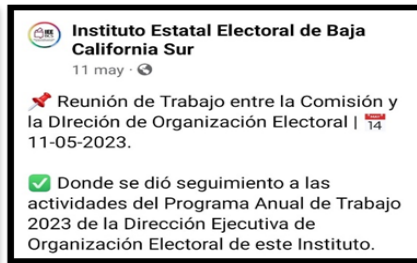 Instituto Estatal Electoral de Baja
California Sur
11 may ·
📌 Reunión de Trabajo entre la Comisión y
la DIreción de Organización Electoral | 📅
11-05-2023.
✅ Donde se dió seguimiento a las
actividades del Programa Anual de Trabajo
2023 de la Dirección Ejecutiva de
Organización Electoral de este Instituto.